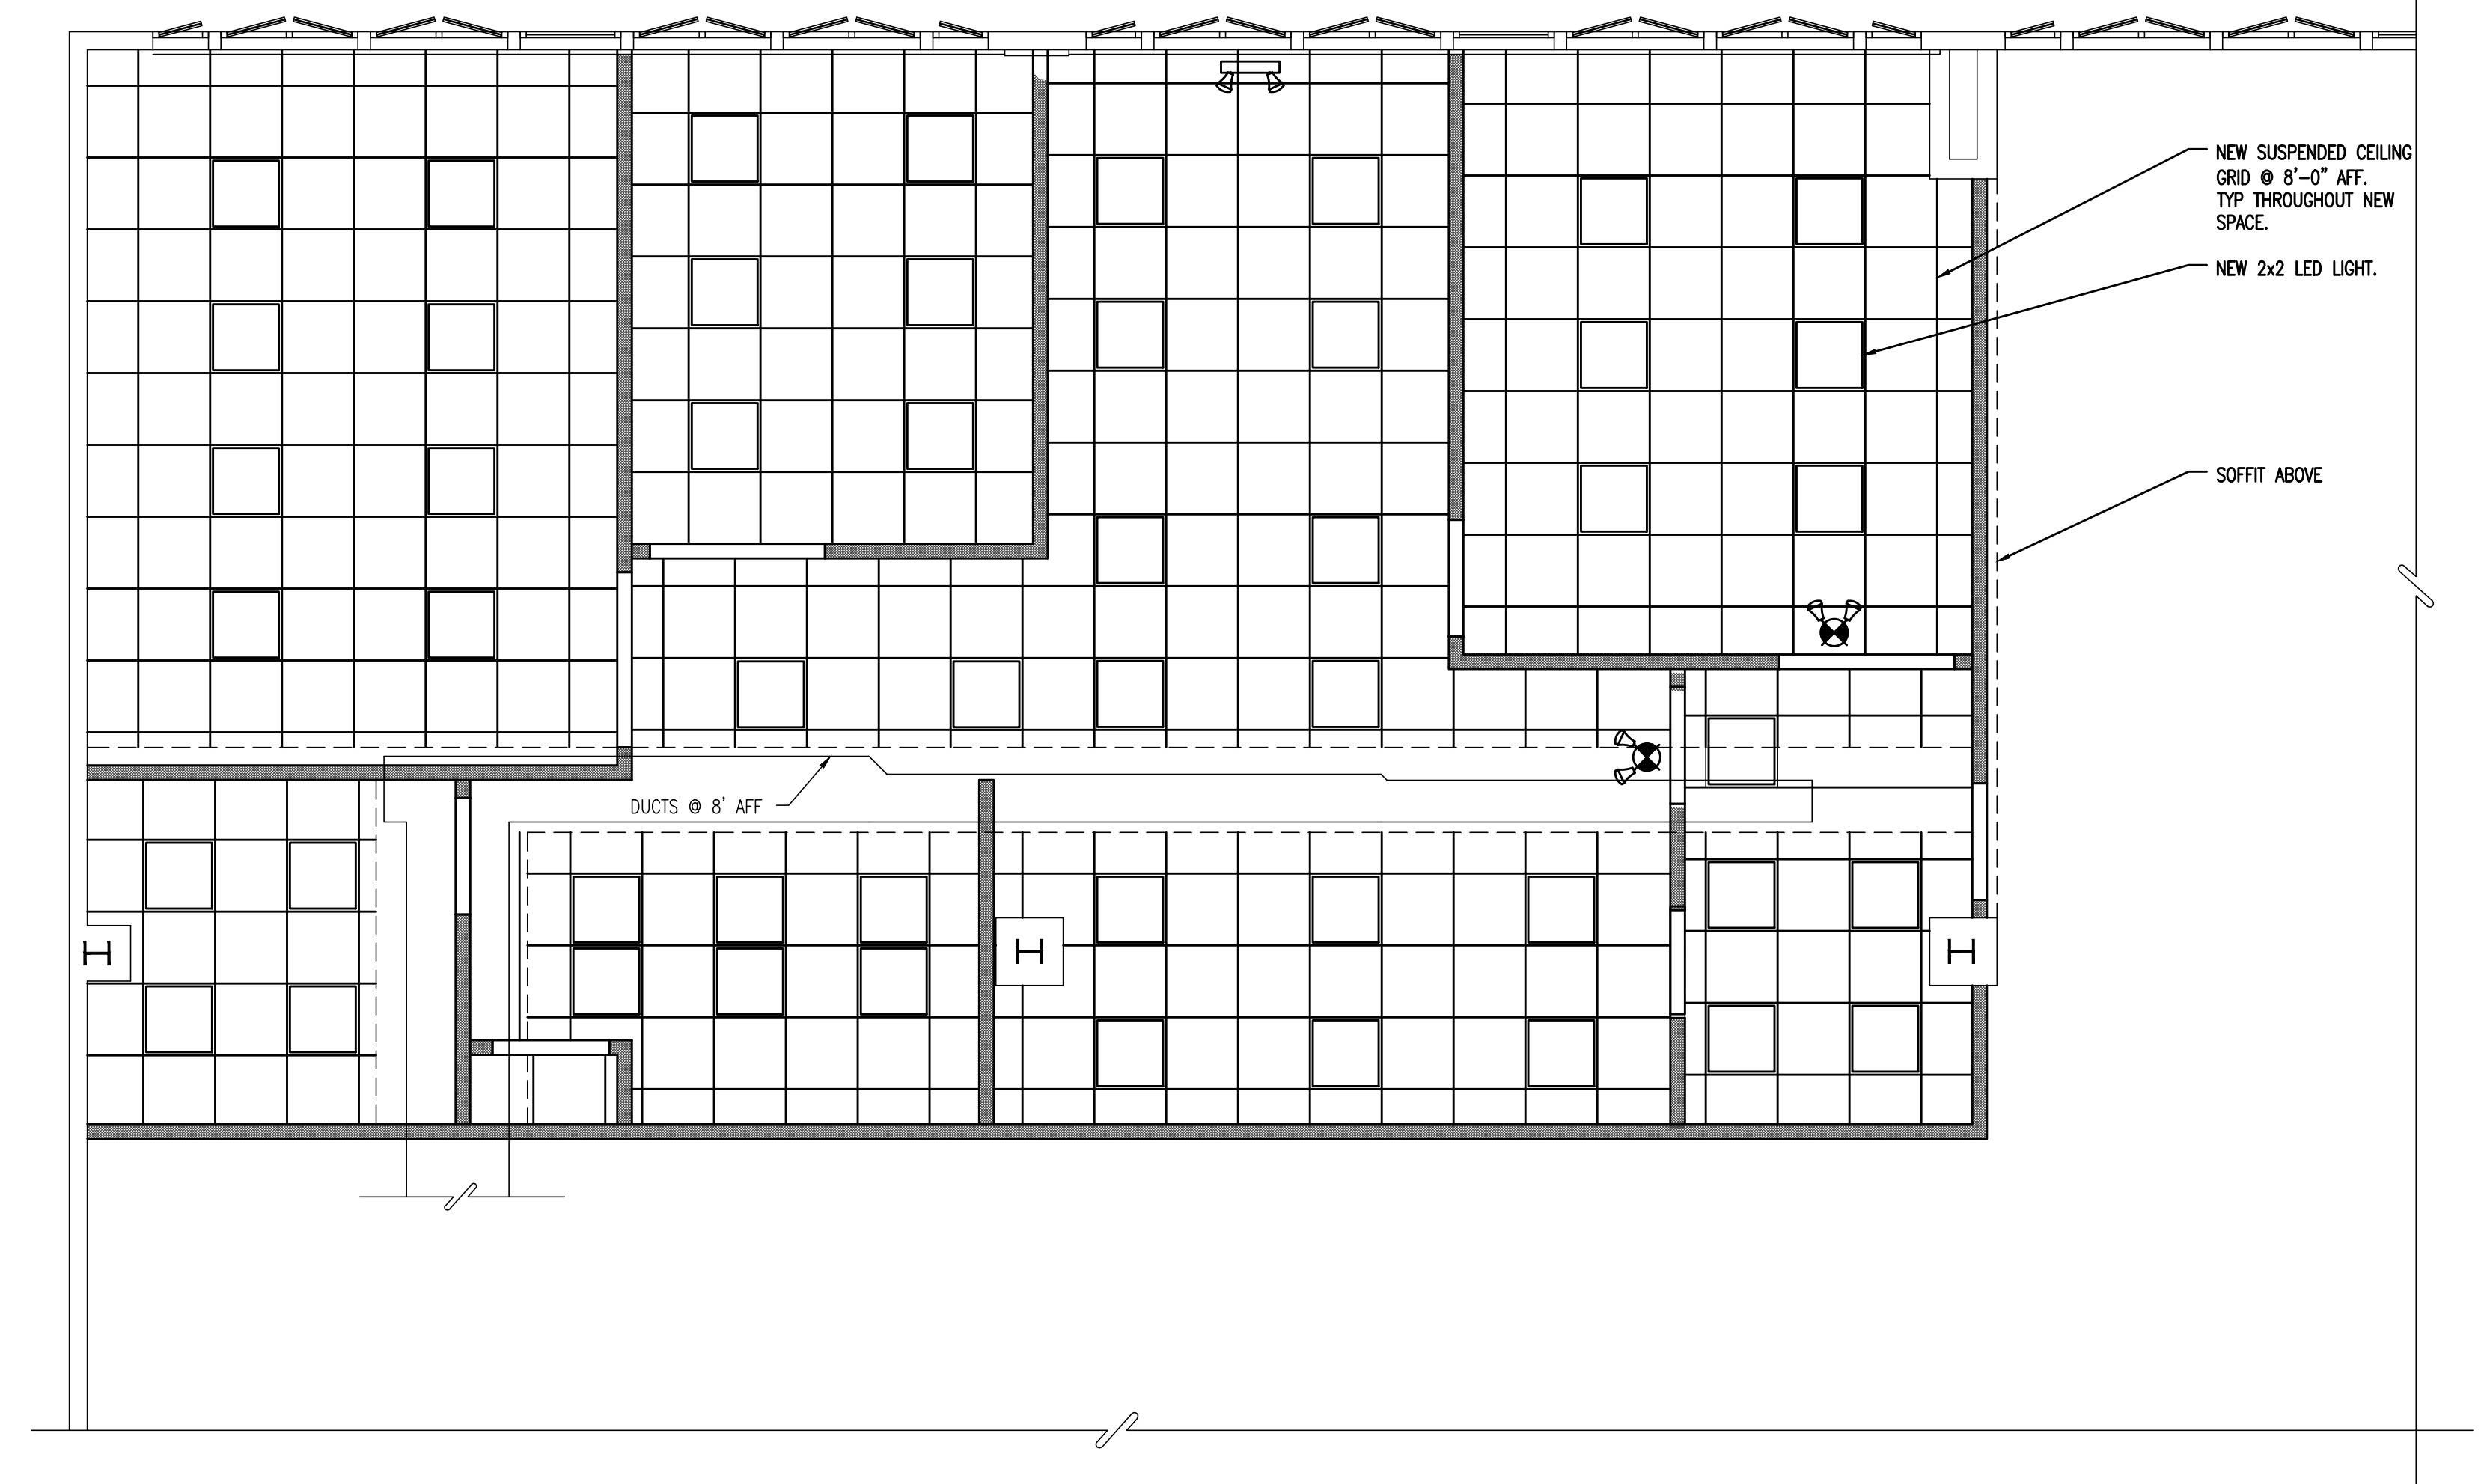 NEW SUSPENDED CEILING
GRID @ 8'-0" AFF.
TYP THROUGHOUT NEW
SPACE.
NEW 2x2 LED LIGHT.
SOFFIT ABOVE
DUCTS @ 8' AFF